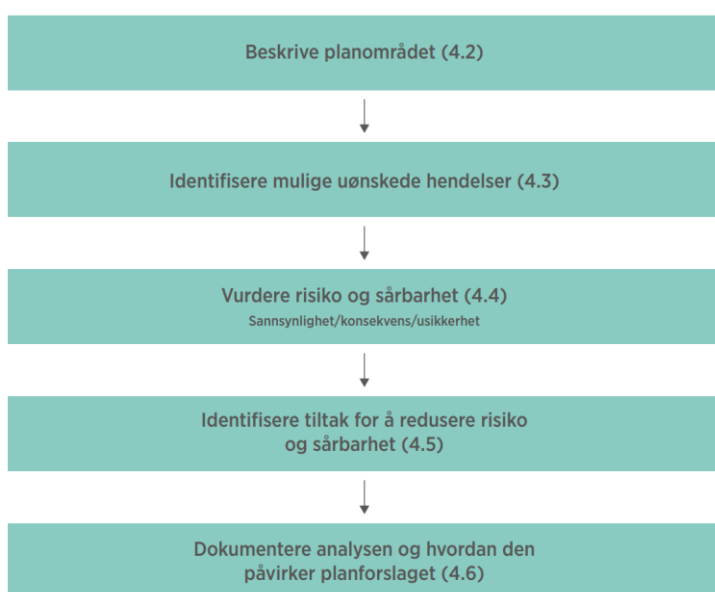 Beskrive planområdet (4.2)
Identifisere mulige uønskede hendelser (4.3)
Vurdere risiko og sårbarhet (4.4)
Sannsynlighet/konsekvens/usikkerhet
Identifisere tiltak for å redusere risiko
og sårbarhet (4.5)
Dokumentere analysen og hvordan den
påvirker planforslaget (4.6)